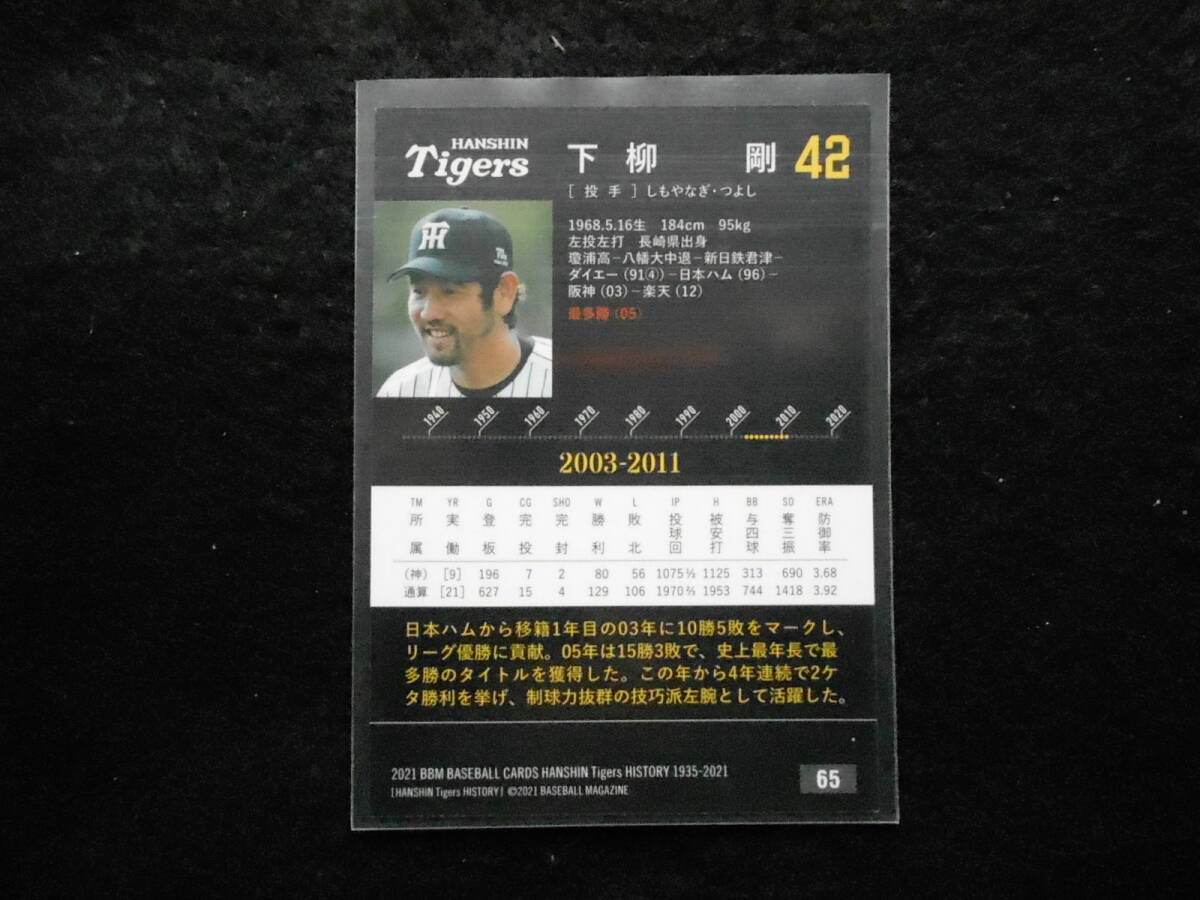 HANSHIN
Tigers
下柳 剛 42
[投手] しもやなぎ・つよし
1968.5.16生 184cm 95kg
左投左打 長崎県出身
瓊浦高－八幡大中退－新日鉄君津－
ダイエー(91④)－日本ハム(96)－
阪神(03)－楽天(12)
最多勝(05)
1940 1950 1960 1970 1980 1990 2000 2010 2020
2003-2011
TM YR G CG SHO W L IP H BB SO ERA
所属 実働 登板 完投 完封 勝利 敗北 投球回 被安打 与四球 奪三振 防御率
(神) [9] 196 7 2 80 56 1075⅓ 1125 313 690 3.68
通算 [21] 627 15 4 129 106 1970⅔ 1953 744 1418 3.92
日本ハムから移籍1年目の03年に10勝5敗をマークし、
リーグ優勝に貢献。05年は15勝3敗で、史上最年長で最
多勝のタイトルを獲得した。この年から4年連続で2ケ
タ勝利を挙げ、制球力抜群の技巧派左腕として活躍した。
2021 BBM BASEBALL CARDS HANSHIN Tigers HISTORY 1935-2021
[HANSHIN Tigers HISTORY] ©2021 BASEBALL MAGAZINE
65